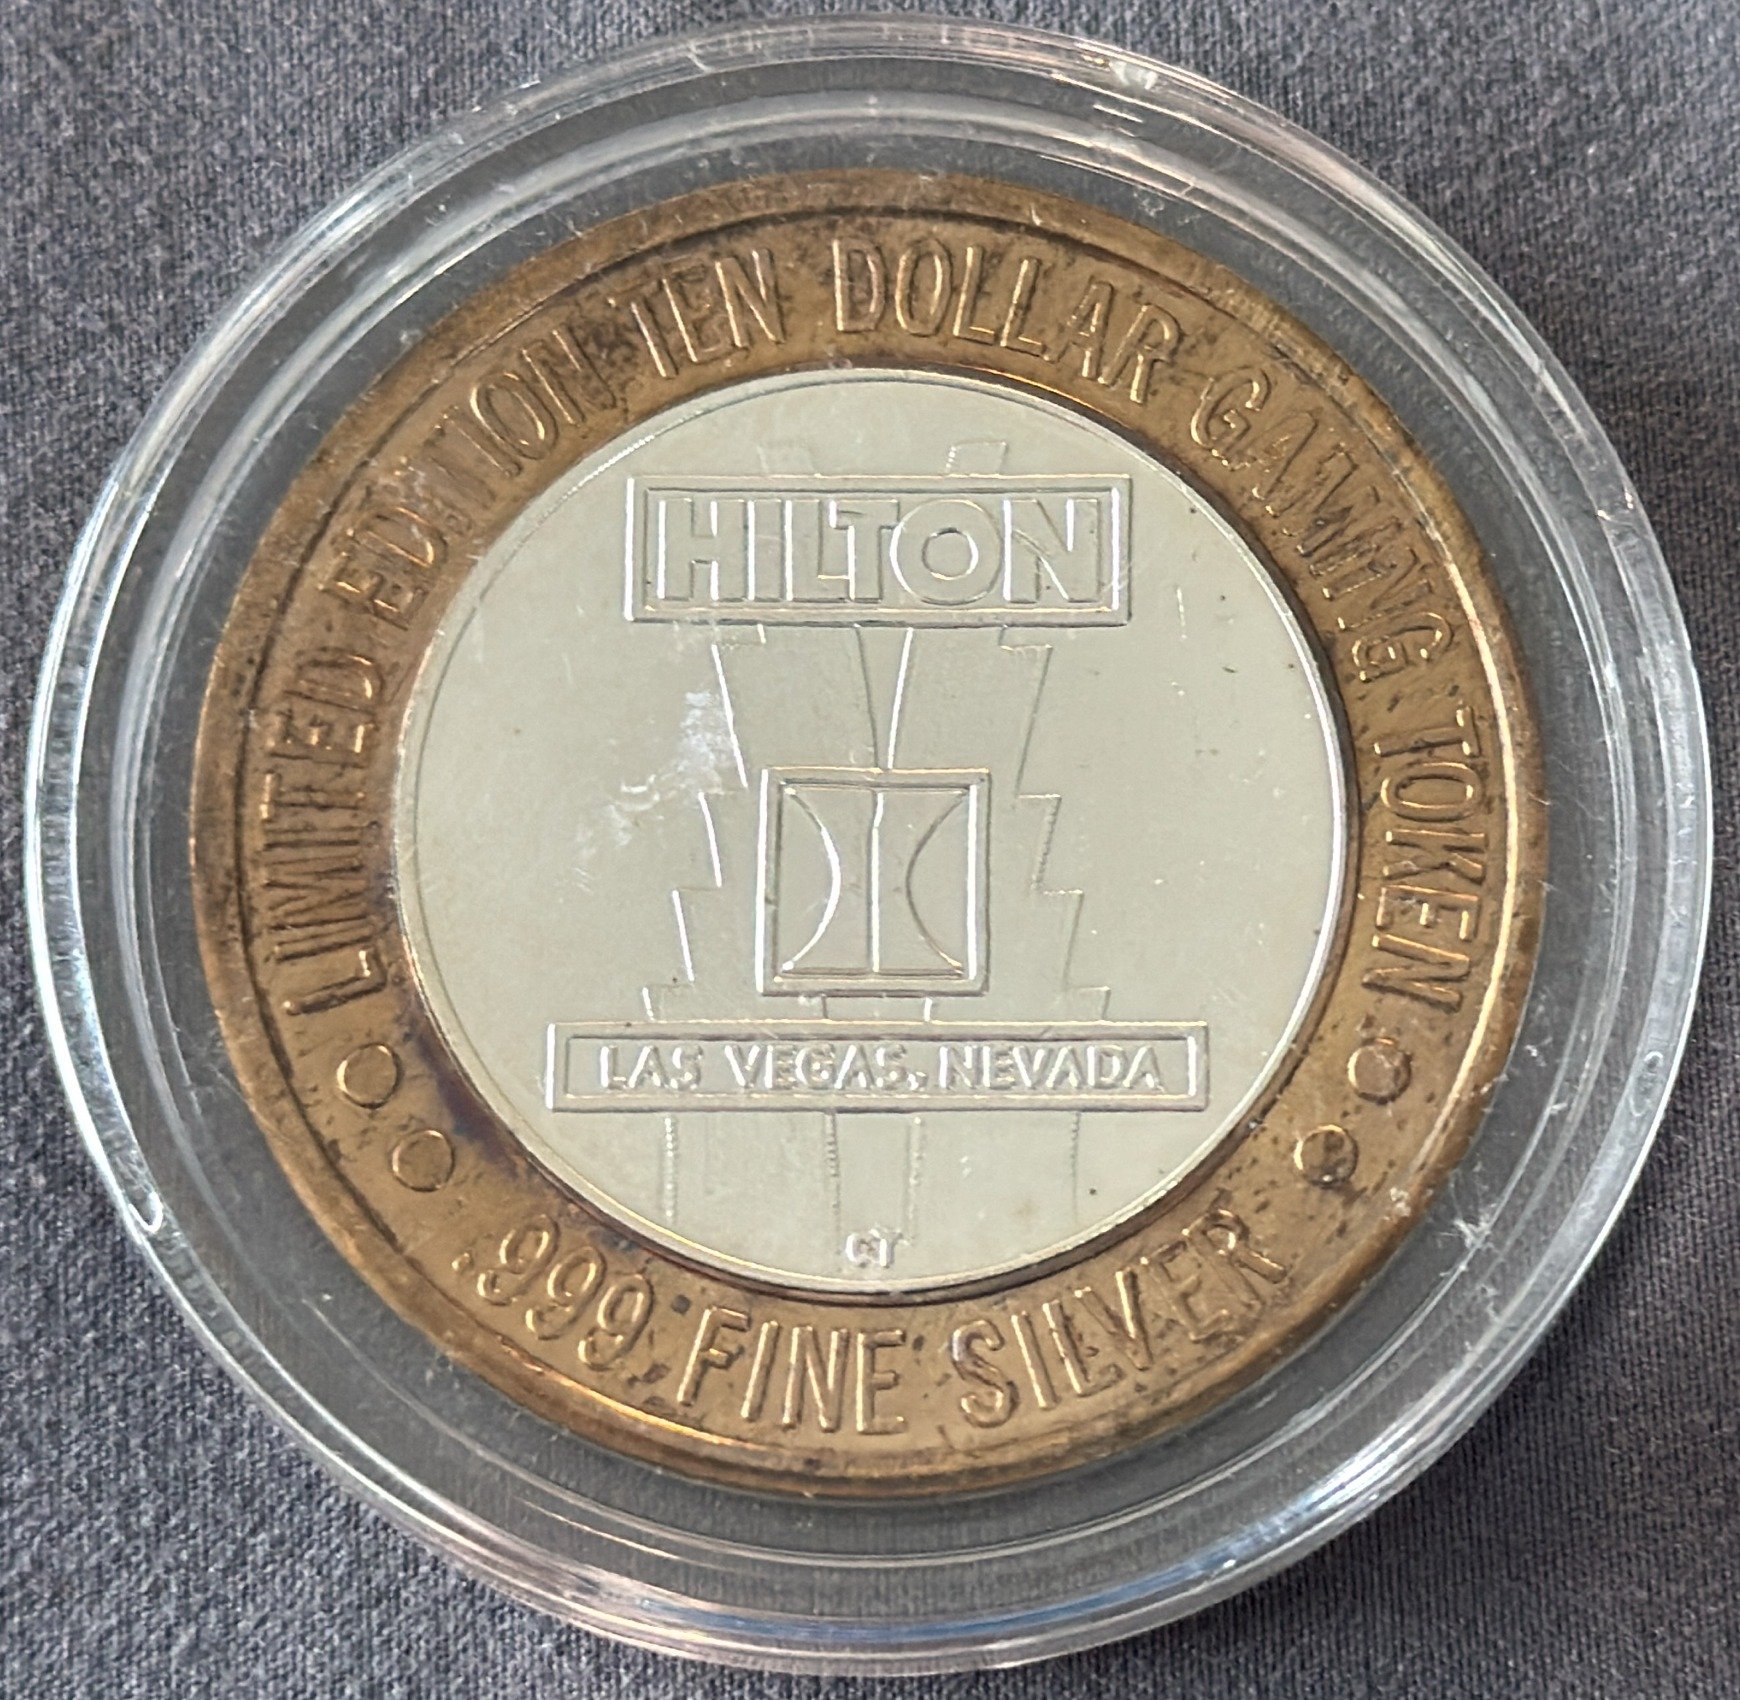 LIMITED EDITION TEN DOLLAR GAMING TOKEN
HILTON
LAS VEGAS, NEVADA
CT
.999 FINE SILVER